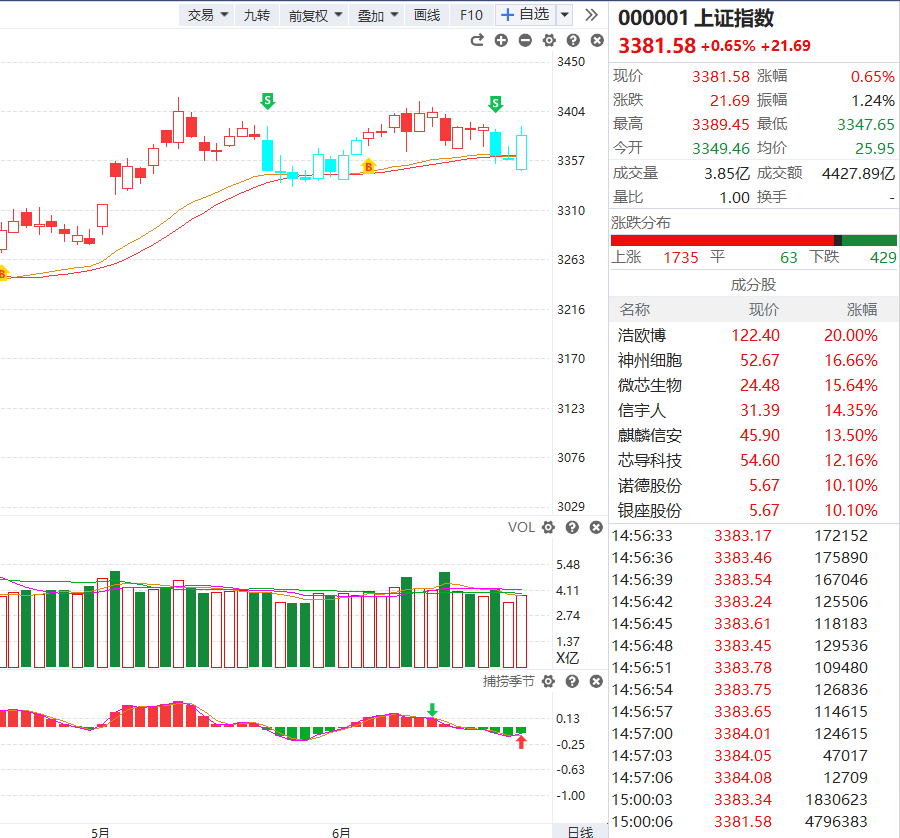 交易 九转 前复权 叠加 画线 F10 + 自选
3450
3404
3357
3310
3263
3216
3170
3123
3076
3029
S
S
B
B
VOL
5.48
4.11
2.74
1.37
X亿
捕捞季节
0.13
-0.25
-0.63
-1.00
5月 6月 日线
000001 上证指数
3381.58 +0.65% +21.69
现价 3381.58 涨幅 0.65%
涨跌 21.69 振幅 1.24%
最高 3389.45 最低 3347.65
今开 3349.46 均价 25.95
成交量 3.85亿 成交额 4427.89亿
量比 1.00 换手 -
涨跌分布
上涨 1735 平 63 下跌 429
成分股
名称 现价 涨幅
浩欧博 122.40 20.00%
神州细胞 52.67 16.66%
微芯生物 24.48 15.64%
信宇人 31.39 14.35%
麒麟信安 45.90 13.50%
芯导科技 54.60 12.16%
诺德股份 5.67 10.10%
银座股份 5.67 10.10%
14:56:33 3383.17 172152
14:56:36 3383.46 175890
14:56:39 3383.54 167046
14:56:42 3383.24 125506
14:56:45 3383.61 118183
14:56:48 3383.45 129536
14:56:51 3383.78 109480
14:56:54 3383.75 126836
14:56:57 3383.65 114615
14:57:00 3384.01 124615
14:57:03 3384.05 47017
14:57:06 3384.08 12709
15:00:03 3383.34 1830623
15:00:06 3381.58 4796383